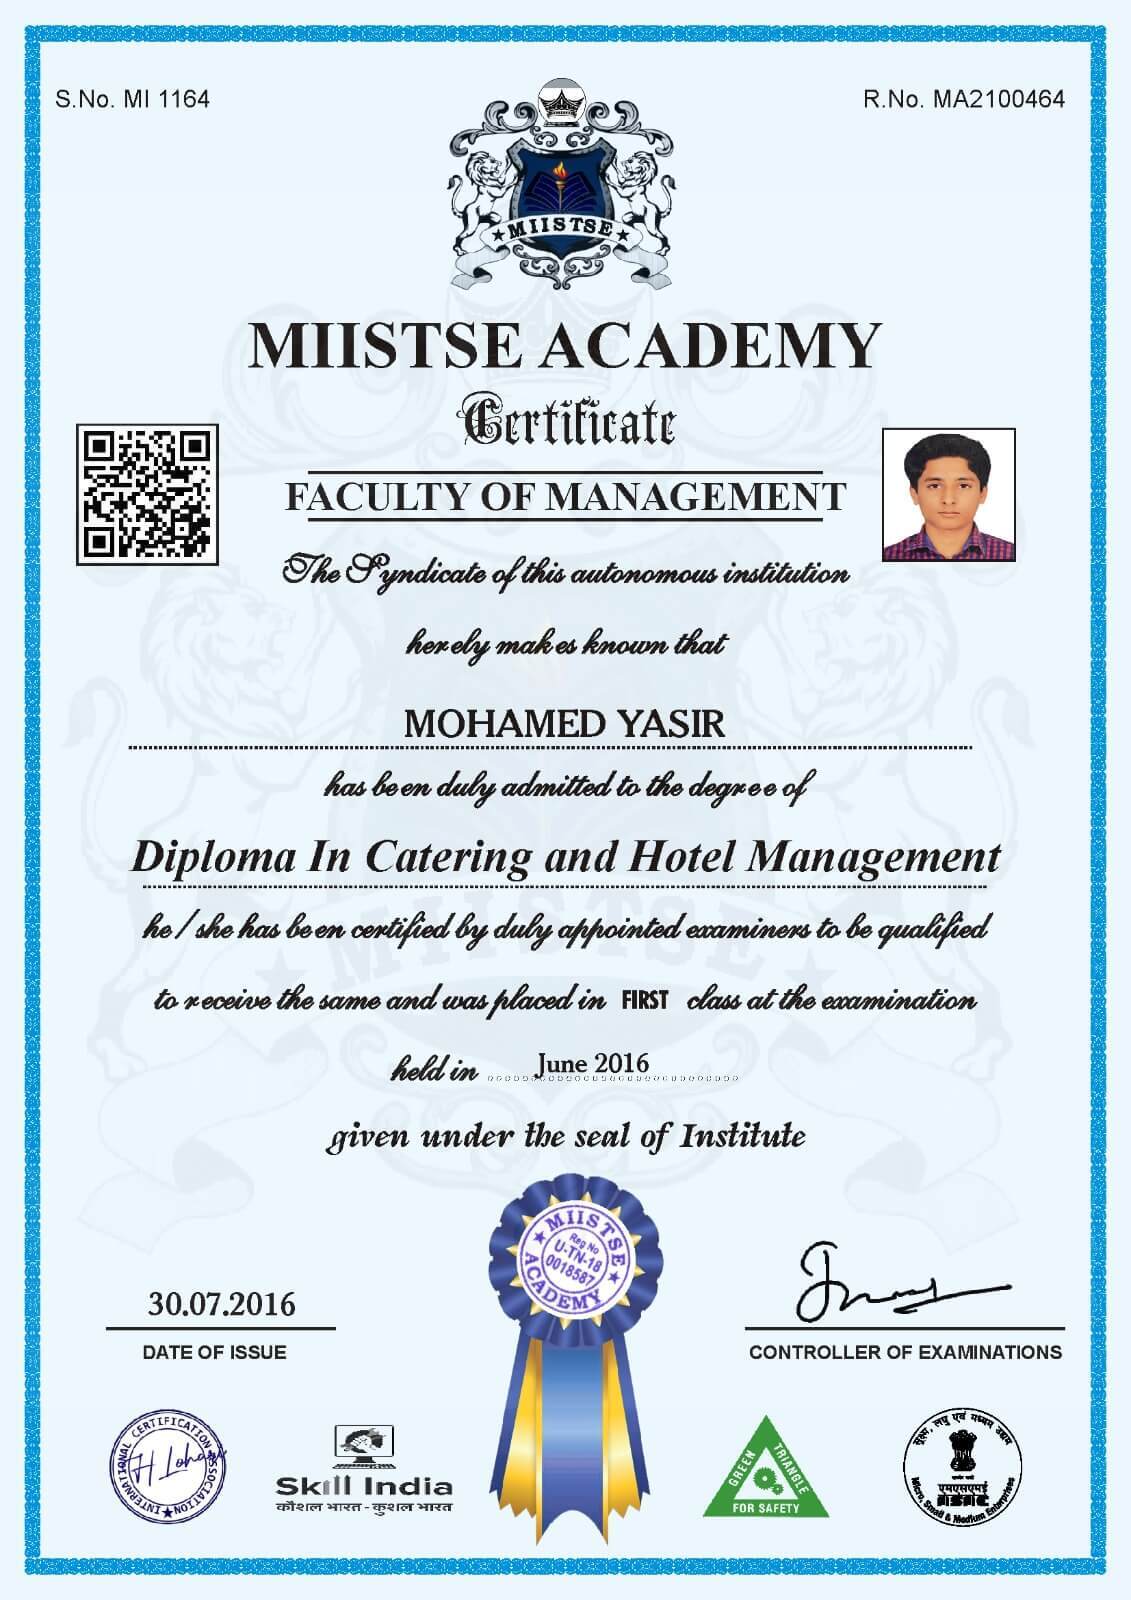 S.No. MI 1164
R.No. MA2100464
★MIISTSE★
MIISTSE ACADEMY
Certificate
FACULTY OF MANAGEMENT
The Syndicate of this autonomous institution
herely makes known that
MOHAMED YASIR
has been duly admitted to the degree of
Diploma In Catering and Hotel Management
he / she has been certified by duly appointed examiners to be qualified
to receive the same and was placed in FIRST class at the examination
held in June 2016
given under the seal of Institute
★ MIISTSE ★
Reg No
U-TN-18
0018587
ACADEMY
30.07.2016
DATE OF ISSUE
CONTROLLER OF EXAMINATIONS
INTERNATIONAL CERTIFICATION ASSOCIATION
Skill India
कौशल भारत - कुशल भारत
GREEN TRIANGLE
FOR SAFETY
सूक्ष्म, लघु एवं मध्यम उद्यम
एमएसएमई
Micro, Small & Medium Enterprises